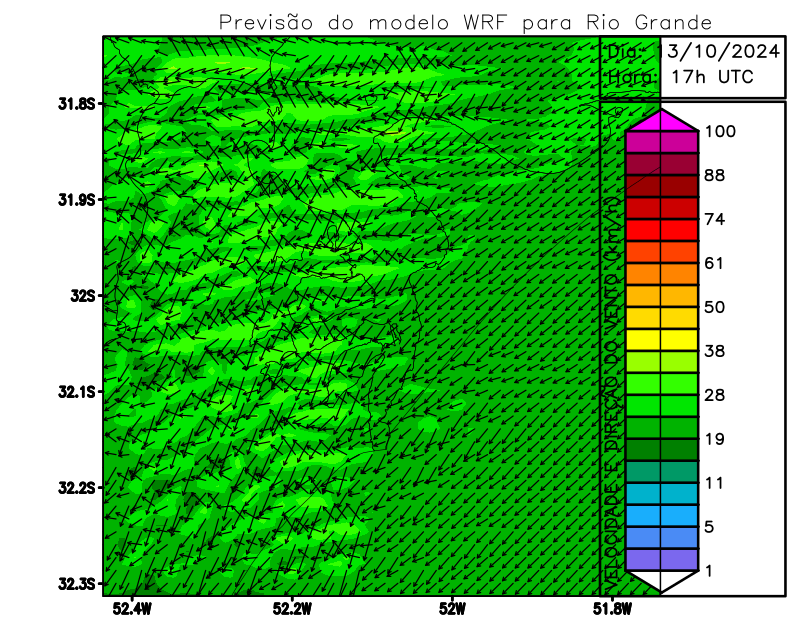 Previsão do modelo WRF para Rio Grande
Dia: 13/10/2024
Hora: 17h UTC
31.8S
31.9S
32S
32.1S
32.2S
32.3S
52.4W
52.2W
52W
51.8W
VELOCIDADE E DIREÇÃO DO VENTO (km/h)
100
88
74
61
50
38
28
19
11
5
1